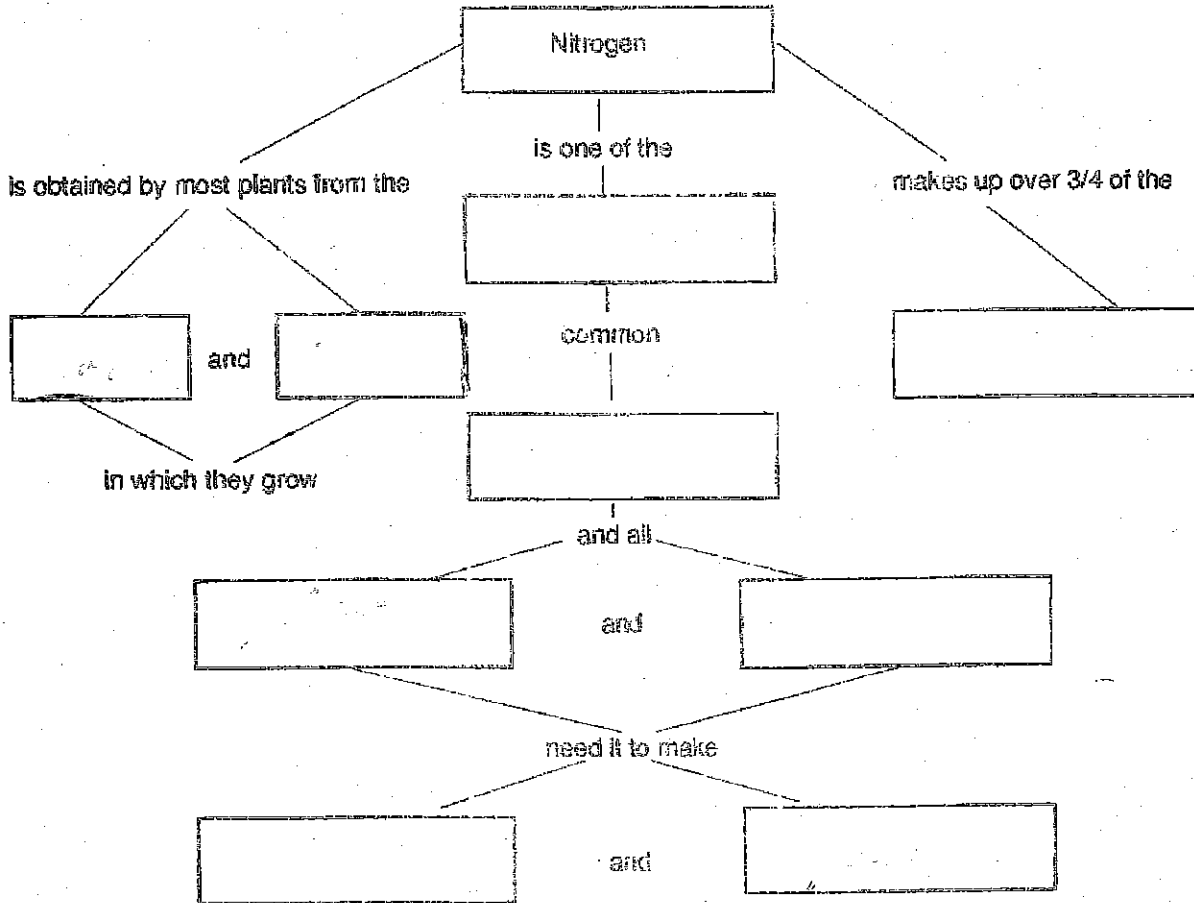 Nitrogen
is one of the
is obtained by most plants from the
makes up over 3/4 of the
and
common
in which they grow
and all
and
need it to make
and